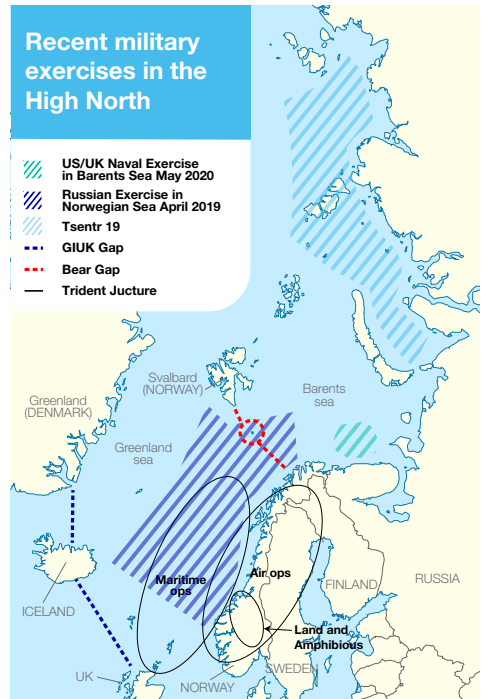 Recent military
exercises in the
High North
US/UK Naval Exercise
in Barents Sea May 2020
Russian Exercise in
Norwegian Sea April 2019
Tsentr 19
GIUK Gap
Bear Gap
Trident Jucture
Svalbard
(NORWAY)
Barents
sea
Greenland
(DENMARK)
Greenland
sea
Maritime
ops
Air ops
FINLAND
RUSSIA
ICELAND
Land and
Amphibious
UK
NORWAY
SWEDEN